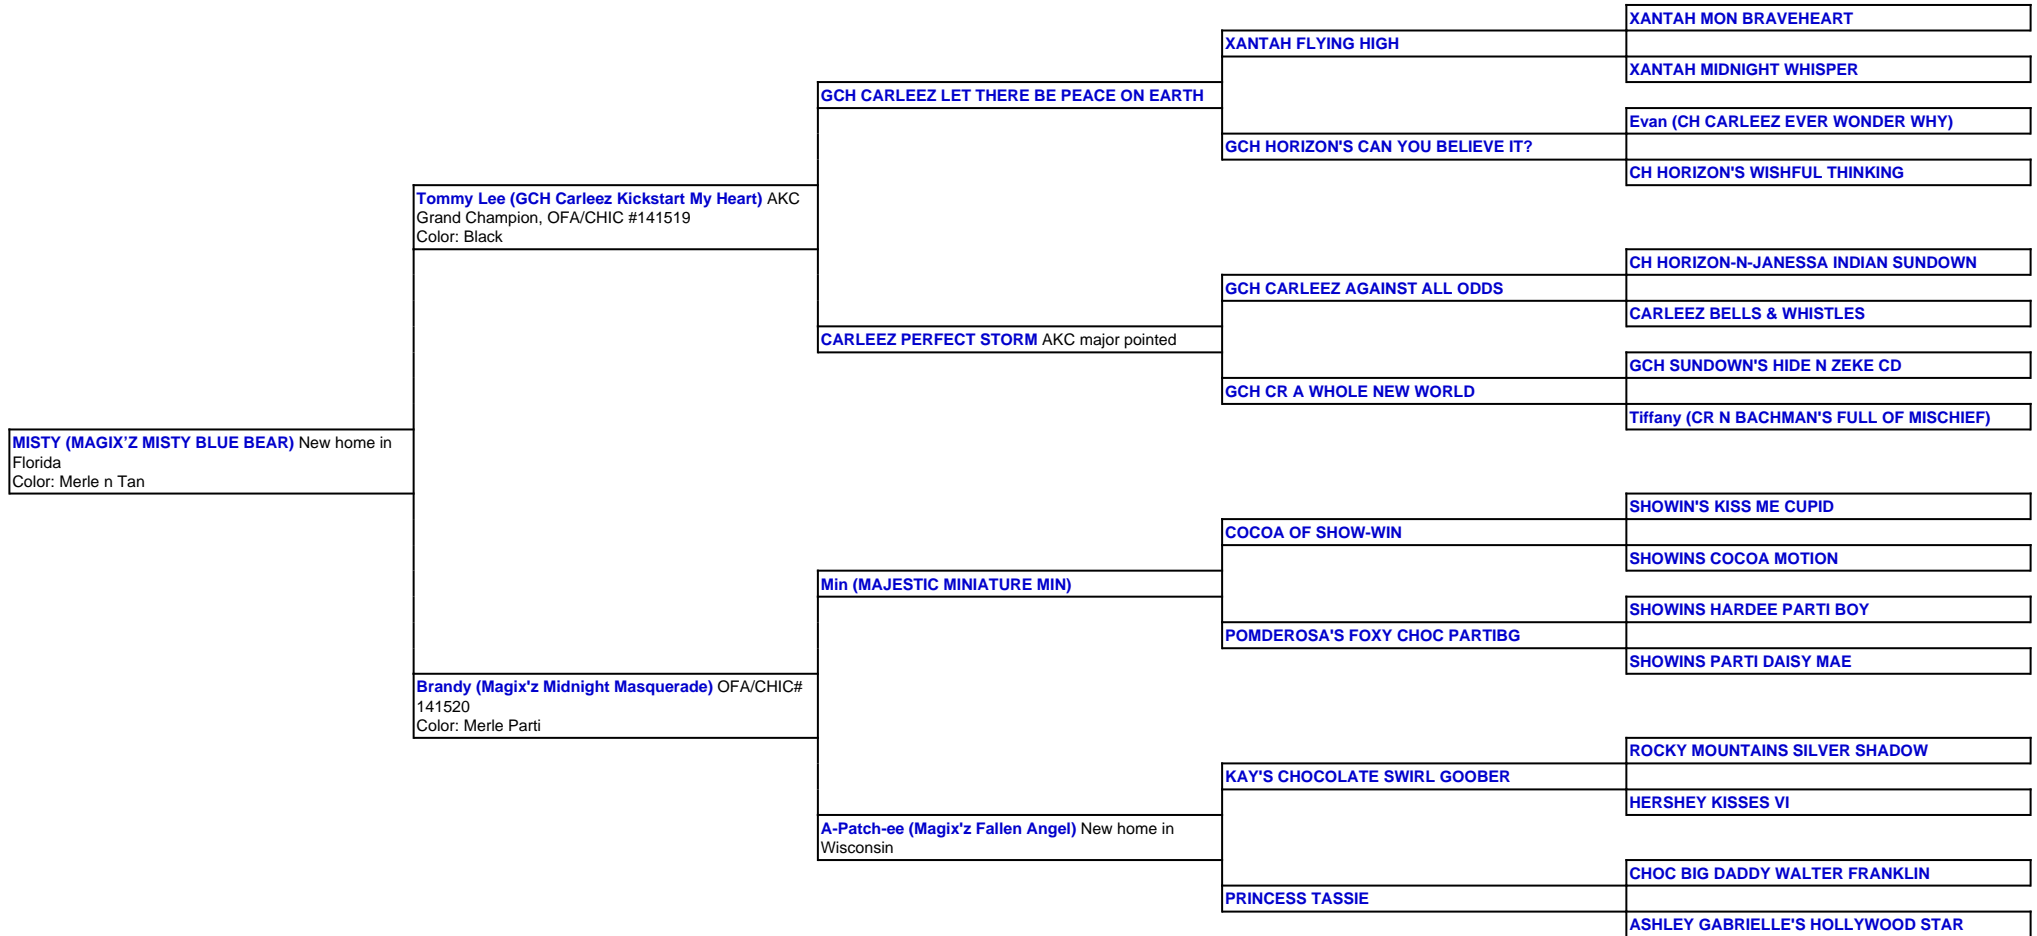 XANTAH MON BRAVEHEART
XANTAH FLYING HIGH
XANTAH MIDNIGHT WHISPER
GCH CARLEEZ LET THERE BE PEACE ON EARTH
Evan (CH CARLEEZ EVER WONDER WHY)
GCH HORIZON'S CAN YOU BELIEVE IT?
CH HORIZON'S WISHFUL THINKING
Tommy Lee (GCH Carleez Kickstart My Heart) AKC
Grand Champion, OFA/CHIC #141519
Color: Black
CH HORIZON-N-JANESSA INDIAN SUNDOWN
GCH CARLEEZ AGAINST ALL ODDS
CARLEEZ BELLS & WHISTLES
CARLEEZ PERFECT STORM AKC major pointed
GCH SUNDOWN'S HIDE N ZEKE CD
GCH CR A WHOLE NEW WORLD
Tiffany (CR N BACHMAN'S FULL OF MISCHIEF)
MISTY (MAGIX’Z MISTY BLUE BEAR) New home in
Florida
Color: Merle n Tan
SHOWIN'S KISS ME CUPID
COCOA OF SHOW-WIN
SHOWINS COCOA MOTION
Min (MAJESTIC MINIATURE MIN)
SHOWINS HARDEE PARTI BOY
POMDEROSA'S FOXY CHOC PARTIBG
SHOWINS PARTI DAISY MAE
Brandy (Magix'z Midnight Masquerade) OFA/CHIC#
141520
Color: Merle Parti
ROCKY MOUNTAINS SILVER SHADOW
KAY'S CHOCOLATE SWIRL GOOBER
HERSHEY KISSES VI
A-Patch-ee (Magix'z Fallen Angel) New home in
Wisconsin
CHOC BIG DADDY WALTER FRANKLIN
PRINCESS TASSIE
ASHLEY GABRIELLE'S HOLLYWOOD STAR